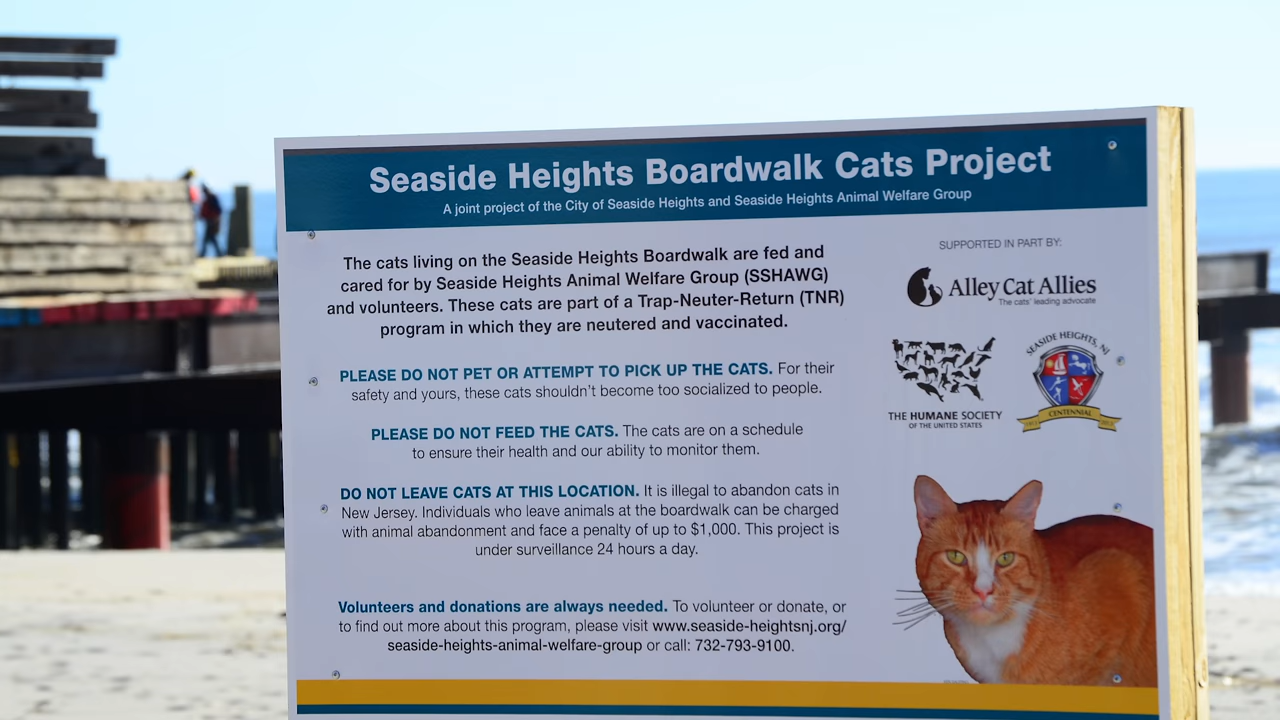 Seaside Heights Boardwalk Cats Project
A joint project of the City of Seaside Heights and Seaside Heights Animal Welfare Group
The cats living on the Seaside Heights Boardwalk are fed and
cared for by Seaside Heights Animal Welfare Group (SSHAWG)
and volunteers. These cats are part of a Trap-Neuter-Return (TNR)
program in which they are neutered and vaccinated.
PLEASE DO NOT PET OR ATTEMPT TO PICK UP THE CATS. For their
safety and yours, these cats shouldn't become too socialized to people.
PLEASE DO NOT FEED THE CATS. The cats are on a schedule
to ensure their health and our ability to monitor them.
DO NOT LEAVE CATS AT THIS LOCATION. It is illegal to abandon cats in
New Jersey. Individuals who leave animals at the boardwalk can be charged
with animal abandonment and face a penalty of up to $1,000. This project is
under surveillance 24 hours a day.
Volunteers and donations are always needed. To volunteer or donate, or
to find out more about this program, please visit www.seaside-heightsnj.org/
seaside-heights-animal-welfare-group or call: 732-793-9100.
SUPPORTED IN PART BY:
Alley Cat Allies
The cats' leading advocate
THE HUMANE SOCIETY
OF THE UNITED STATES
SEASIDE HEIGHTS, NJ
CENTENNIAL